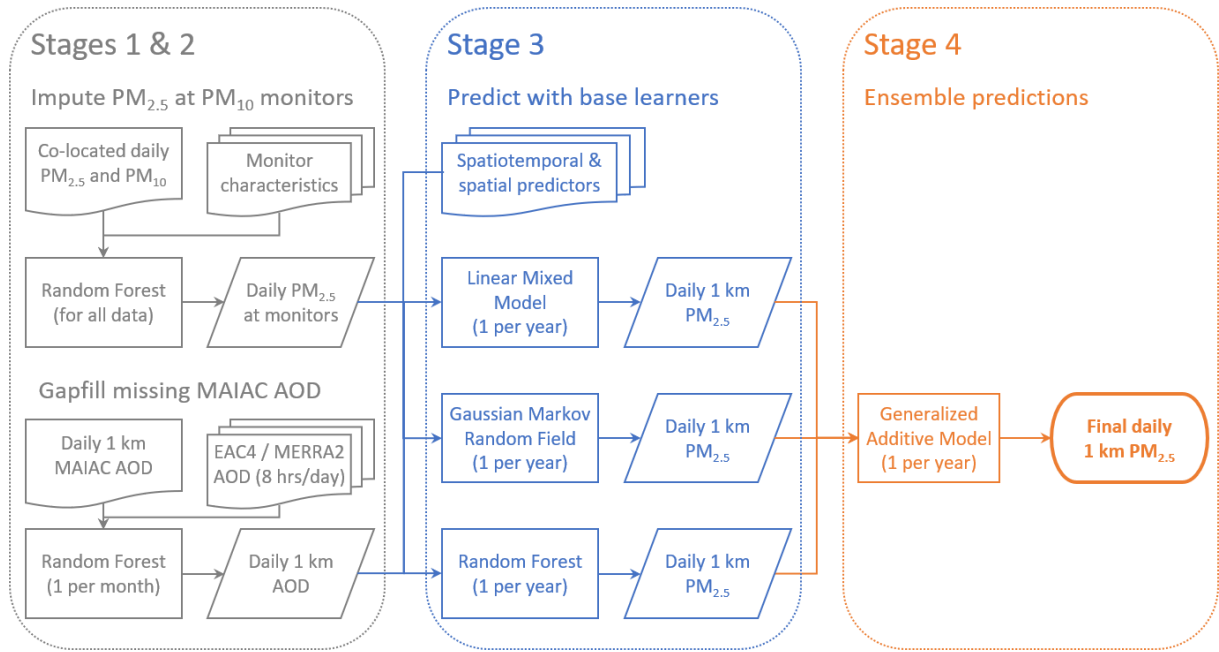 Stages 1 & 2
Impute PM2.5 at PM10 monitors
Co-located daily
PM2.5 and PM10
Monitor
characteristics
Random Forest
(for all data)
Daily PM2.5
at monitors
Gapfill missing MAIAC AOD
Daily 1 km
MAIAC AOD
EAC4 / MERRA2
AOD (8 hrs/day)
Random Forest
(1 per month)
Daily 1 km
AOD
Stage 3
Predict with base learners
Spatiotemporal &
spatial predictors
Linear Mixed
Model
(1 per year)
Daily 1 km
PM2.5
Gaussian Markov
Random Field
(1 per year)
Daily 1 km
PM2.5
Random Forest
(1 per year)
Daily 1 km
PM2.5
Stage 4
Ensemble predictions
Generalized
Additive Model
(1 per year)
Final daily
1 km PM2.5